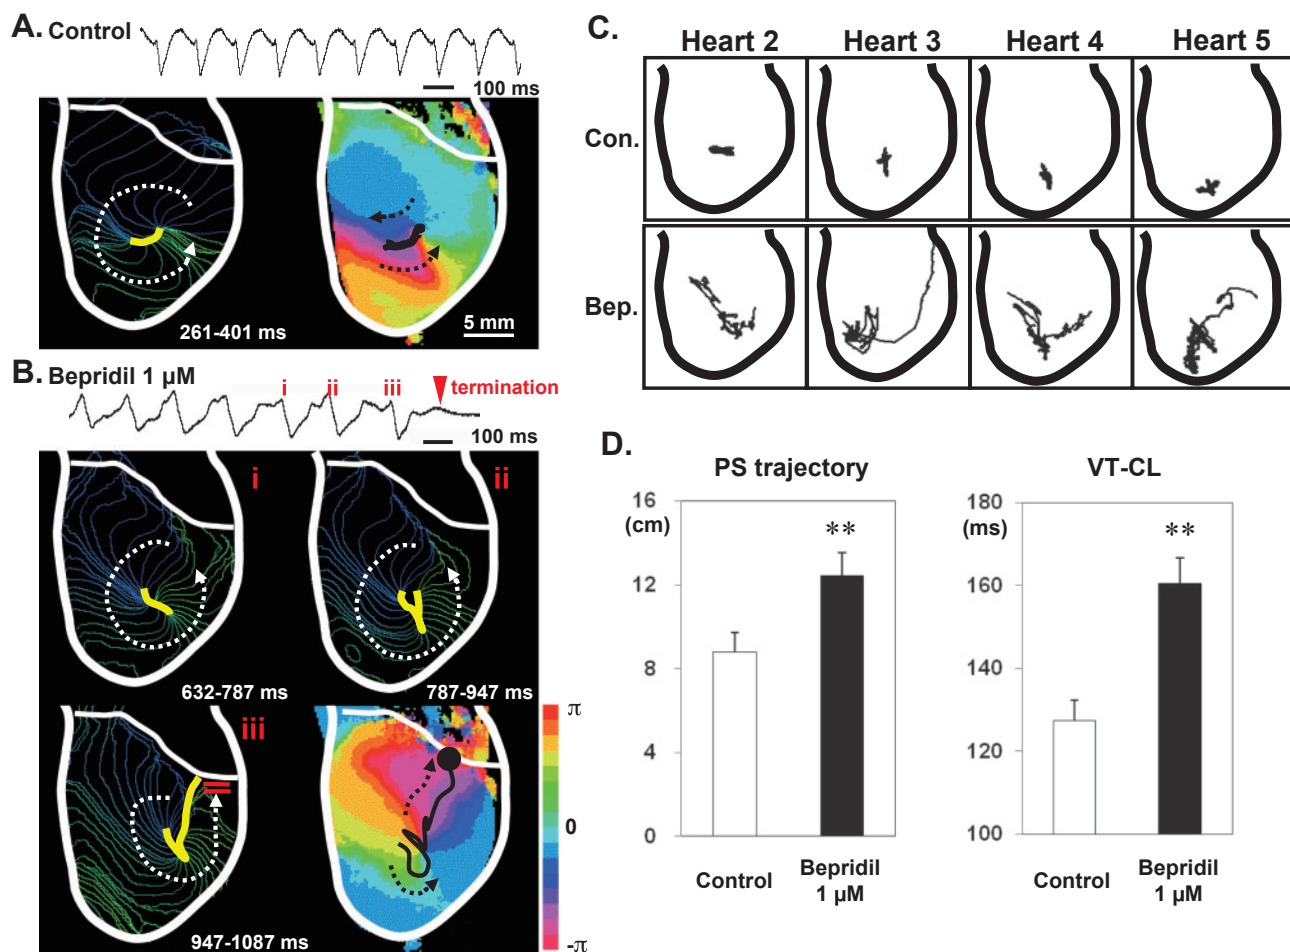 A. Control
100 ms
261-401 ms
5 mm
B. Bepridil 1 µM
i
ii
iii
termination
100 ms
i
ii
632-787 ms
787-947 ms
iii
947-1087 ms
π
0
-π
C.
Heart 2 Heart 3 Heart 4 Heart 5
Con.
Bep.
D.
PS trajectory
16
(cm)
12
8
4
0
**
Control
Bepridil
1 µM
VT-CL
180
(ms)
160
140
120
100
**
Control
Bepridil
1 µM